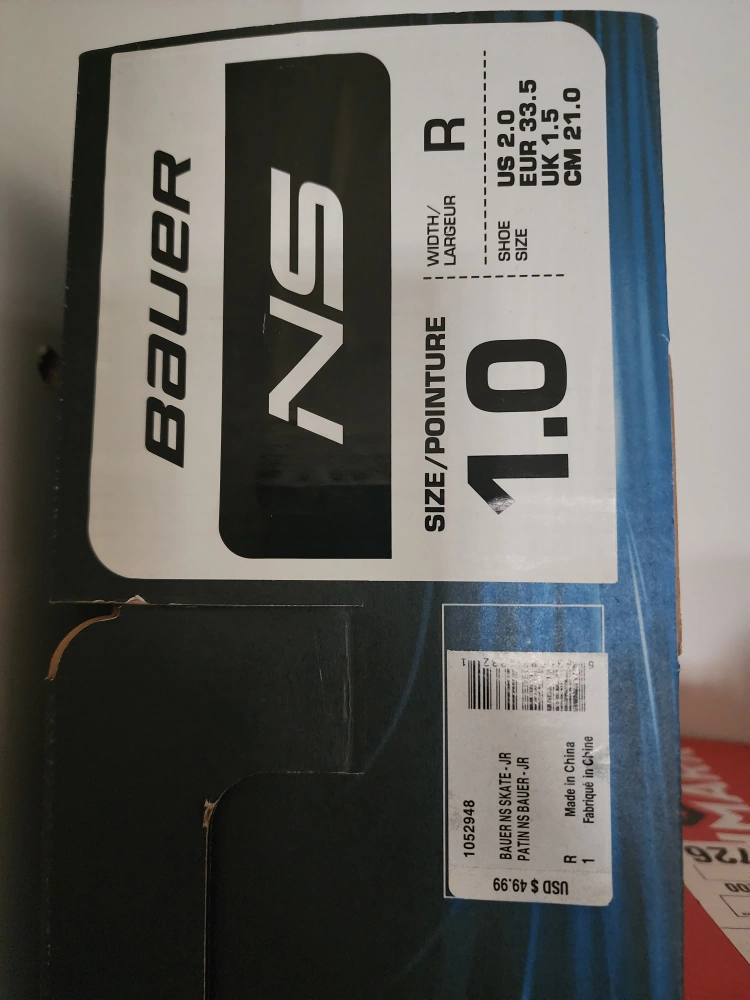 BAUER
NS
SIZE/POINTURE
1.0
WIDTH/
LARGEUR
R
SHOE
SIZE
US 2.0
EUR 33.5
UK 1.5
CM 21.0
1052948
BAUER NS SKATE - JR
PATIN NS BAUER - JR
R
1
Made in China
Fabriqué in Chine
USD $ 49.99
726